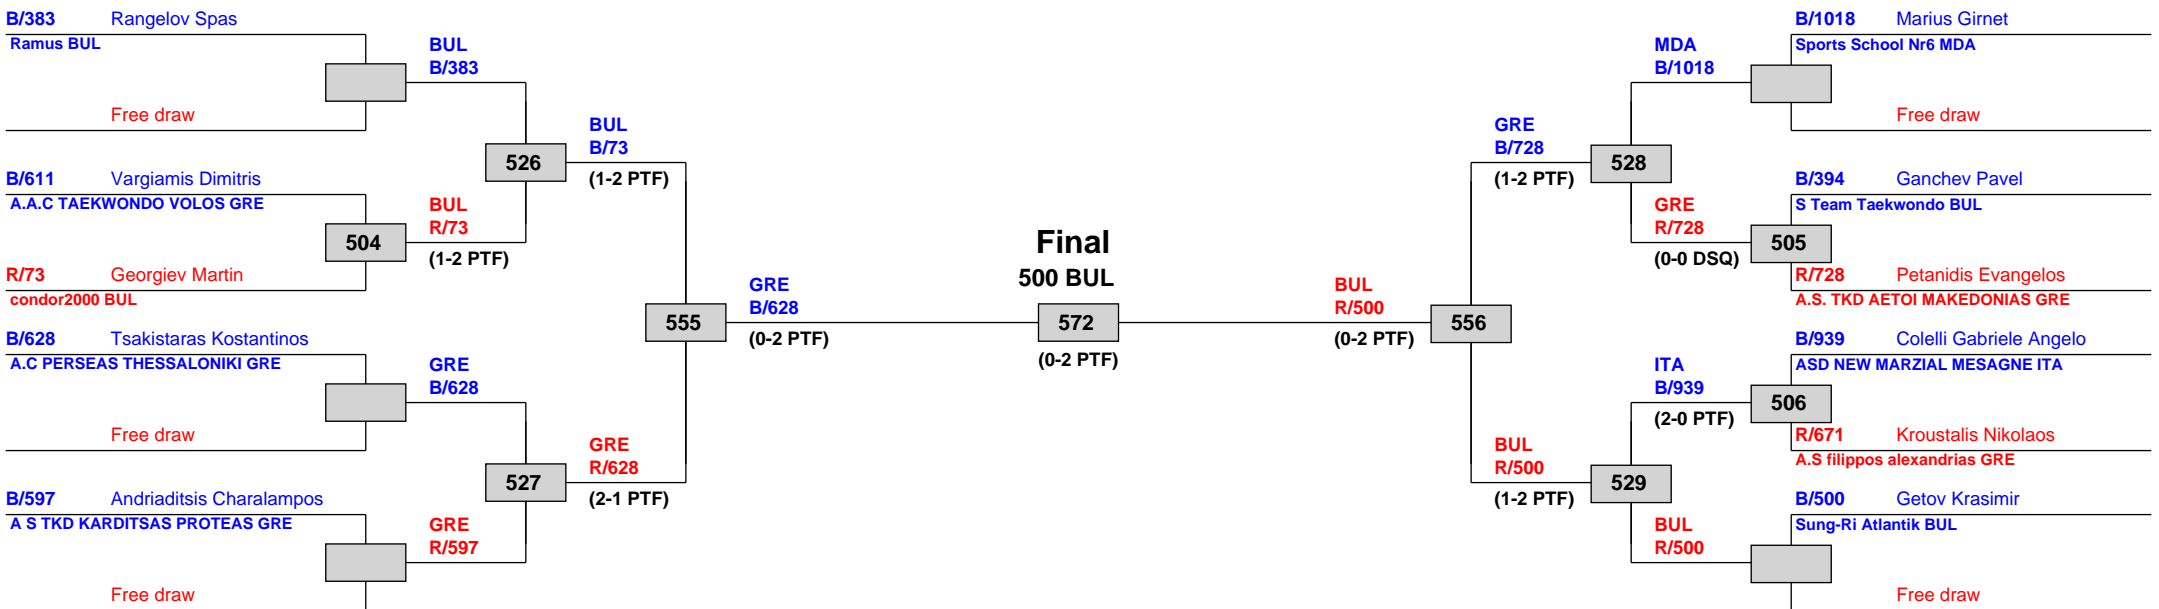 B/383 Rangelov Spas
Ramus BUL
Free draw
BUL
B/383
B/611 Vargiamis Dimitris
A.A.C TAEKWONDO VOLOS GRE
504
R/73 Georgiev Martin
condor2000 BUL
BUL
R/73
(1-2 PTF)
526
BUL
B/73
(1-2 PTF)
B/628 Tsakistaras Kostantinos
A.C PERSEAS THESSALONIKI GRE
Free draw
GRE
B/628
B/597 Andriaditsis Charalampos
A S TKD KARDITSAS PROTEAS GRE
Free draw
GRE
R/597
527
GRE
R/628
(2-1 PTF)
555
GRE
B/628
(0-2 PTF)
Final
500 BUL
572
(0-2 PTF)
BUL
R/500
(0-2 PTF)
556
GRE
B/728
(1-2 PTF)
528
MDA
B/1018
B/1018 Marius Girnet
Sports School Nr6 MDA
Free draw
GRE
R/728
(0-0 DSQ)
505
B/394 Ganchev Pavel
S Team Taekwondo BUL
R/728 Petanidis Evangelos
A.S. TKD AETOI MAKEDONIAS GRE
BUL
R/500
(1-2 PTF)
529
ITA
B/939
(2-0 PTF)
506
B/939 Colelli Gabriele Angelo
ASD NEW MARZIAL MESAGNE ITA
R/671 Kroustalis Nikolaos
A.S filippos alexandrias GRE
BUL
R/500
B/500 Getov Krasimir
Sung-Ri Atlantik BUL
Free draw